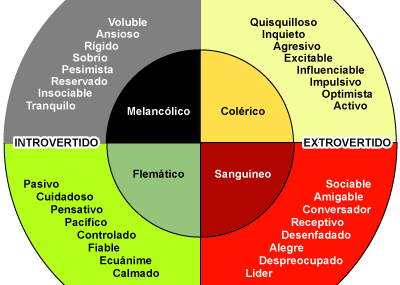 Voluble
Ansioso
Rígido
Sobrio
Pesimista
Reservado
Insociable
Tranquilo
Quisquilloso
Inquieto
Agresivo
Excitable
Influenciable
Impulsivo
Optimista
Activo
Melancólico
Colérico
INTROVERTIDO
EXTROVERTIDO
Flemático
Sanguíneo
Pasivo
Cuidadoso
Pensativo
Pacífico
Controlado
Fiable
Ecuánime
Calmado
Sociable
Amigable
Conversador
Receptivo
Desenfadado
Alegre
Despreocupado
Lider